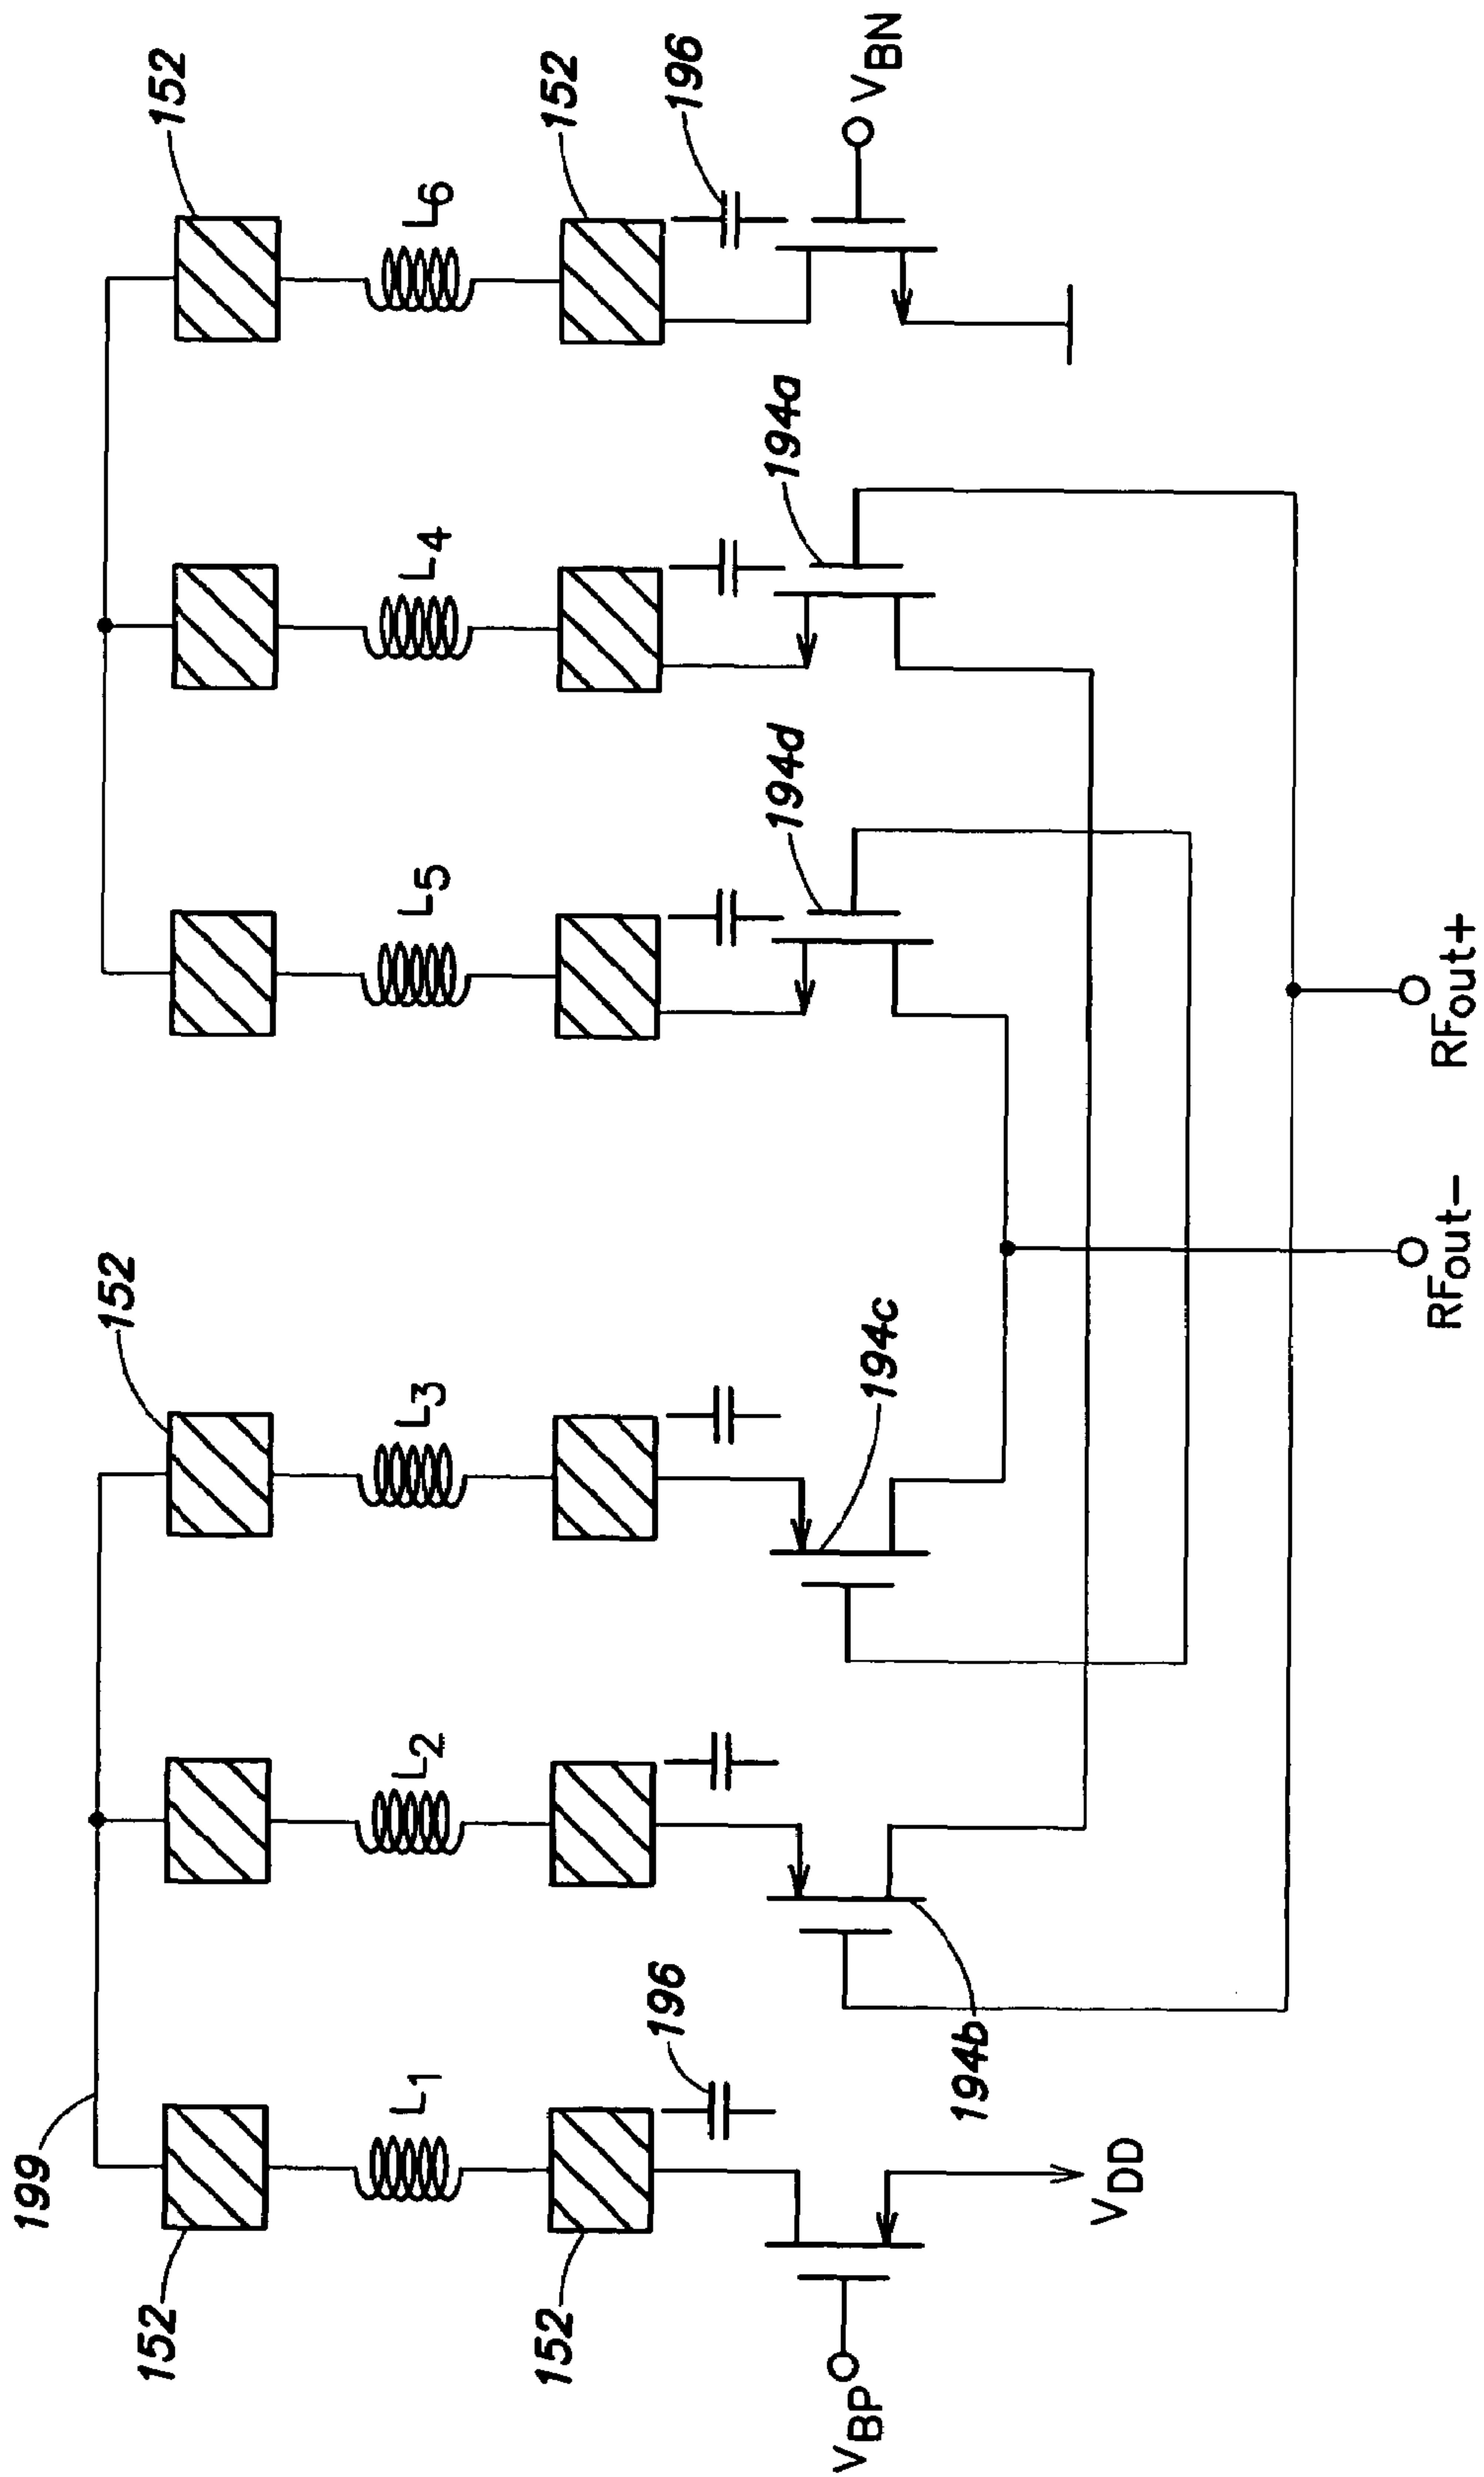 199
152
152
152
L1
L2
L3
L5
L4
L6
152
152
196
196
194d
194a
VBP
194c
VBN
194b
VDD
RFout−
RFout+